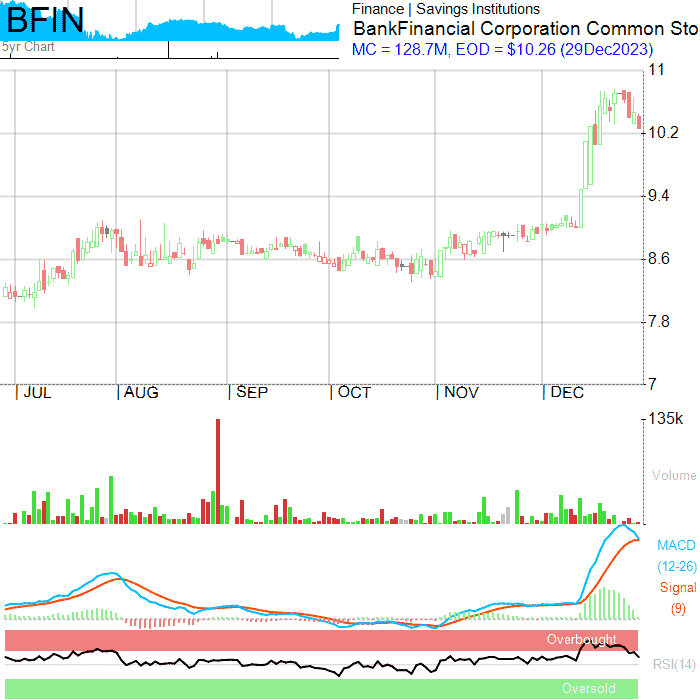 BFIN
5yr Chart
Finance | Savings Institutions
BankFinancial Corporation Common Sto
MC = 128.7M, EOD = $10.26 (29Dec2023)
11
10.2
9.4
8.6
7.8
7
JUL AUG SEP OCT NOV DEC
135k
Volume
MACD
(12-26)
Signal
(9)
Overbought
RSI(14)
Oversold